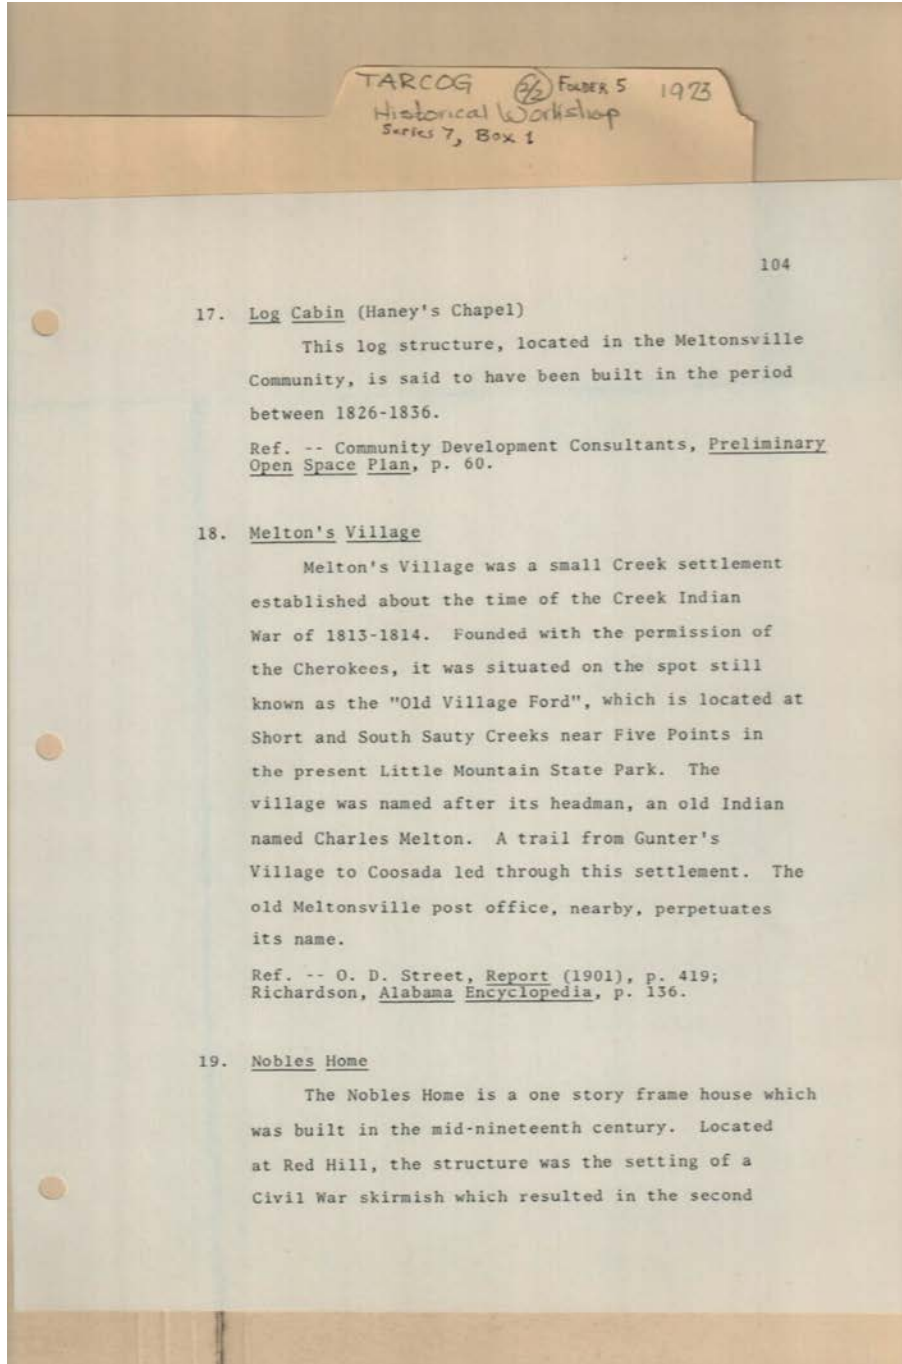 TARCOG 2/2 FOLDER 5 1973
Historical Workshop
Series 7, Box 1
104
17. Log Cabin (Haney's Chapel)
This log structure, located in the Meltonsville
Community, is said to have been built in the period
between 1826-1836.
Ref. -- Community Development Consultants, Preliminary
Open Space Plan, p. 60.
18. Melton's Village
Melton's Village was a small Creek settlement
established about the time of the Creek Indian
War of 1813-1814. Founded with the permission of
the Cherokees, it was situated on the spot still
known as the "Old Village Ford", which is located at
Short and South Sauty Creeks near Five Points in
the present Little Mountain State Park. The
village was named after its headman, an old Indian
named Charles Melton. A trail from Gunter's
Village to Coosada led through this settlement. The
old Meltonsville post office, nearby, perpetuates
its name.
Ref. -- O. D. Street, Report (1901), p. 419;
Richardson, Alabama Encyclopedia, p. 136.
19. Nobles Home
The Nobles Home is a one story frame house which
was built in the mid-nineteenth century. Located
at Red Hill, the structure was the setting of a
Civil War skirmish which resulted in the second